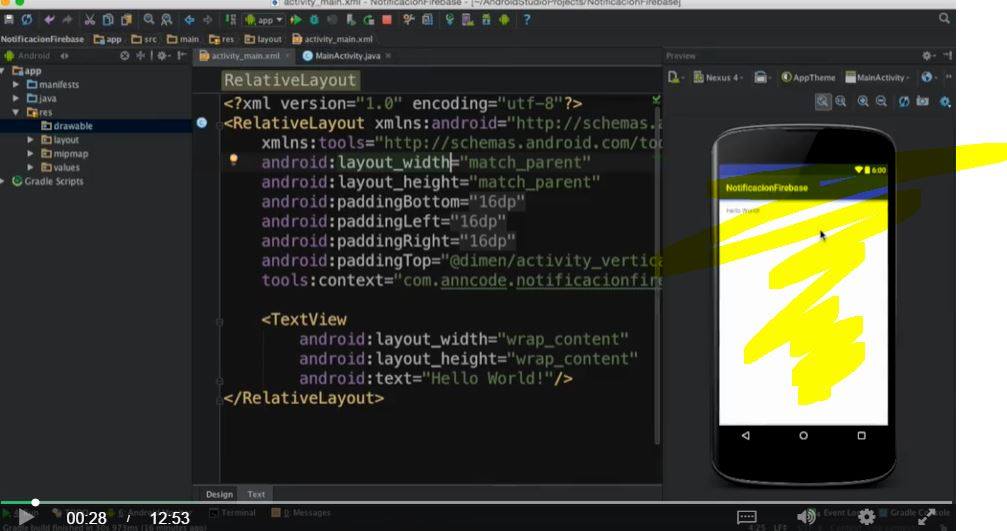 activity_main.xml - NotificacionFirebase - [~/AndroidStudioProjects/NotificacionFirebase]
app
NotificacionFirebase app src main res layout activity_main.xml
Android
activity_main.xml MainActivity.java
Preview
app
manifests
java
res
drawable
layout
mipmap
values
Gradle Scripts
RelativeLayout
<?xml version="1.0" encoding="utf-8"?>
<RelativeLayout xmlns:android="http://schemas.a
xmlns:tools="http://schemas.android.com/too
android:layout_width="match_parent"
android:layout_height="match_parent"
android:paddingBottom="16dp"
android:paddingLeft="16dp"
android:paddingRight="16dp"
android:paddingTop="@dimen/activity_vertica
tools:context="com.anncode.notificacionfire
<TextView
android:layout_width="wrap_content"
android:layout_height="wrap_content"
android:text="Hello World!"/>
</RelativeLayout>
Nexus 4 AppTheme MainActivity
6:00
NotificacionFirebase
Hello World!
Design Text
Terminal 0: Messages Event Log Gradle Console
00:28 / 12:53
4:25